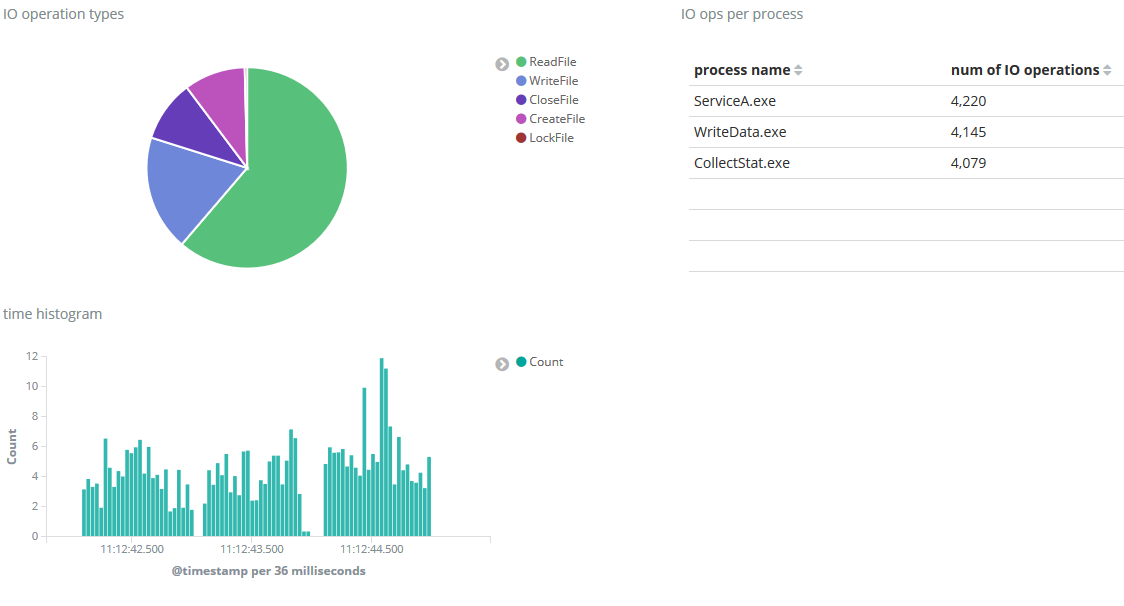 IO operation types
ReadFile
WriteFile
CloseFile
CreateFile
LockFile
IO ops per process
process name num of IO operations
ServiceA.exe 4,220
WriteData.exe 4,145
CollectStat.exe 4,079
time histogram
12
10
8
6
4
2
0
Count
11:12:42.500 11:12:43.500 11:12:44.500
@timestamp per 36 milliseconds
Count